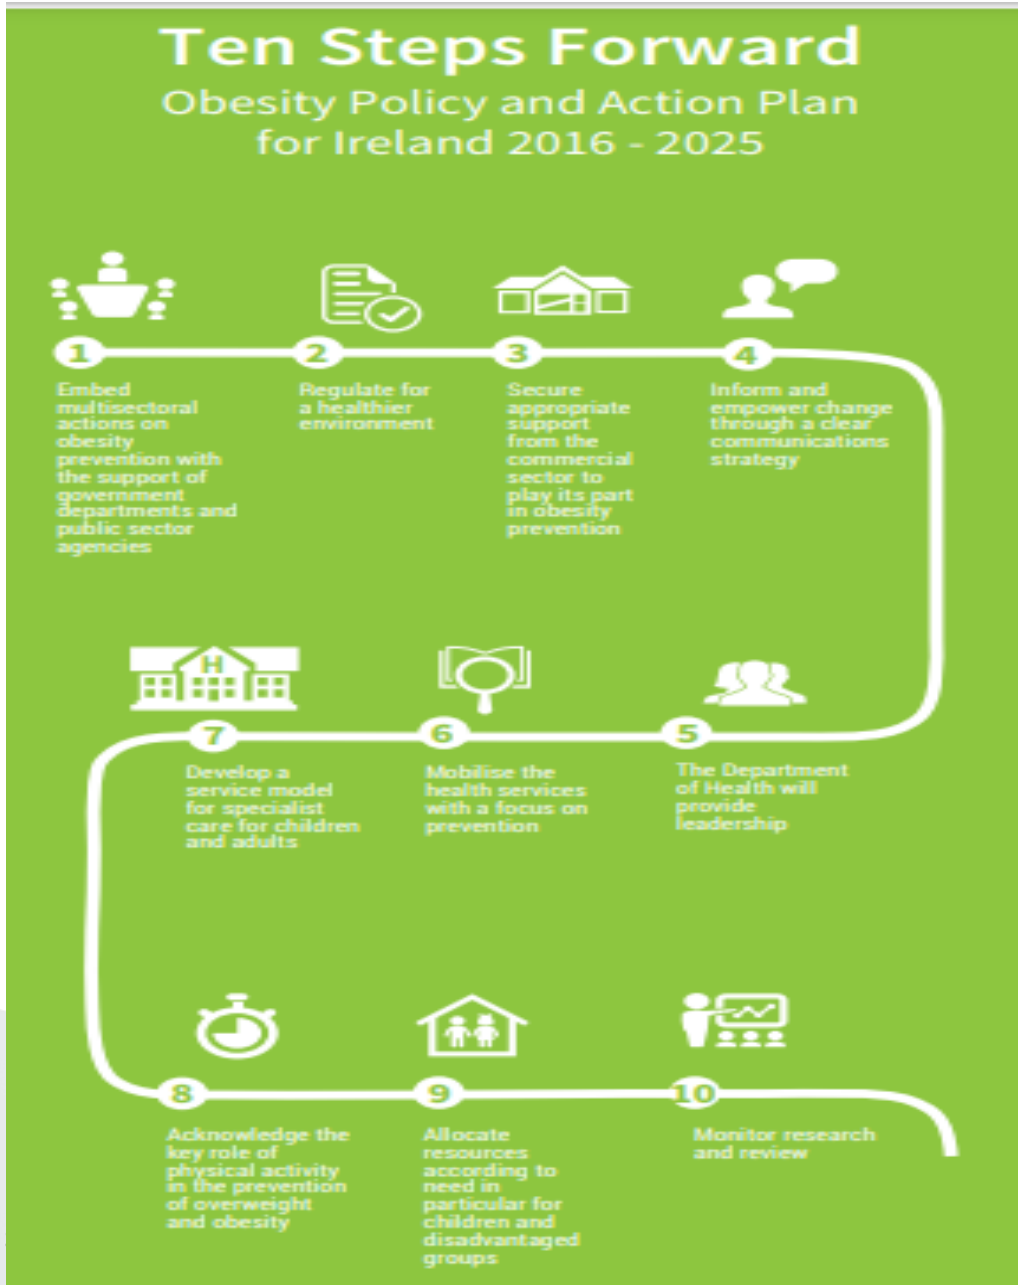 Ten Steps Forward
Obesity Policy and Action Plan
for Ireland 2016 - 2025
1
Embed
multisectoral
actions on
obesity
prevention with
the support of
government
departments and
public sector
agencies
2
Regulate for
a healthier
environment
3
Secure
appropriate
support
from the
commercial
sector to
play its part
in obesity
prevention
4
Inform and
empower change
through a clear
communications
strategy
5
The Department
of Health will
provide
leadership
6
Mobilise the
health services
with a focus on
prevention
H
7
Develop a
service model
for specialist
care for children
and adults
8
Acknowledge the
key role of
physical activity
in the prevention
of overweight
and obesity
9
Allocate
resources
according to
need in
particular for
children and
disadvantaged
groups
10
Monitor research
and review